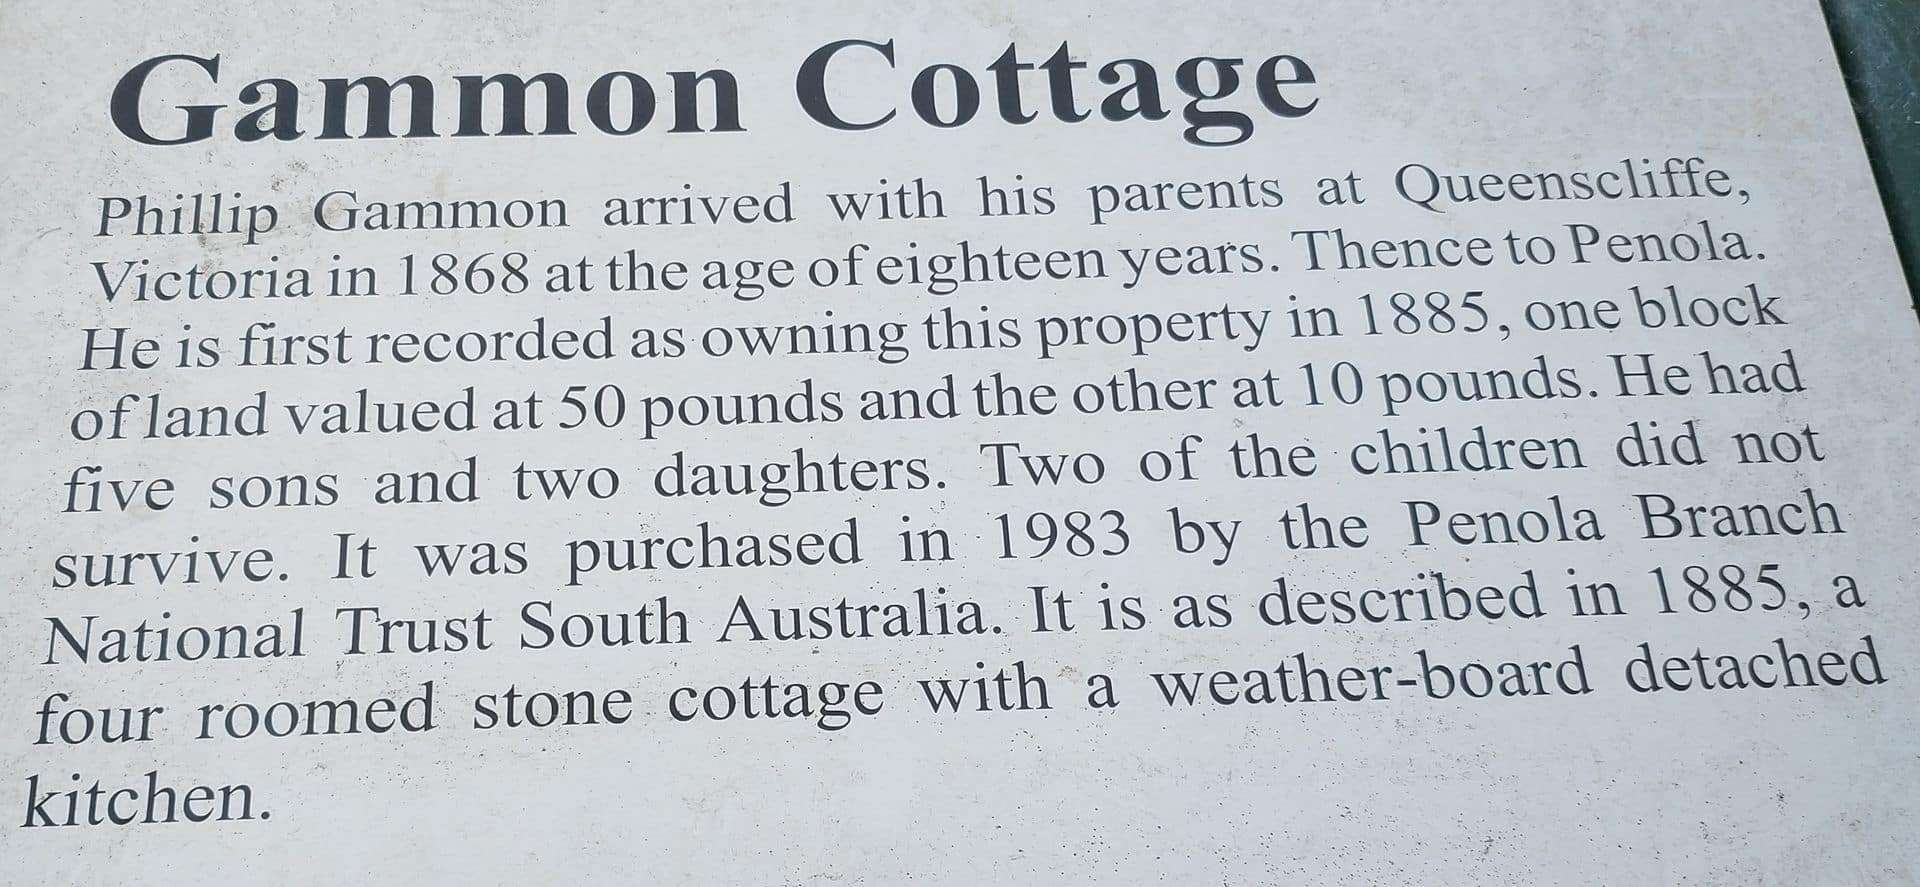 Gammon Cottage
Phillip Gammon arrived with his parents at Queenscliffe,
Victoria in 1868 at the age of eighteen years. Thence to Penola.
He is first recorded as owning this property in 1885, one block
of land valued at 50 pounds and the other at 10 pounds. He had
five sons and two daughters. Two of the children did not
survive. It was purchased in 1983 by the Penola Branch
National Trust South Australia. It is as described in 1885, a
four roomed stone cottage with a weather-board detached
kitchen.